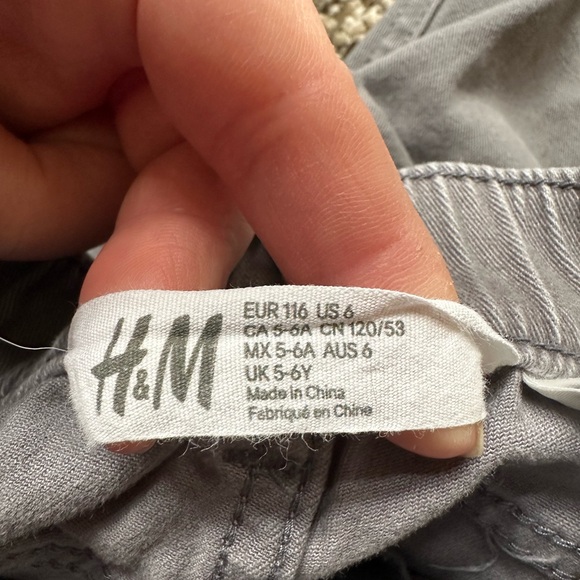 H&M
EUR 116 US 6
CA 5-6A CN 120/53
MX 5-6A AUS 6
UK 5-6Y
Made in China
Fabriqué en Chine